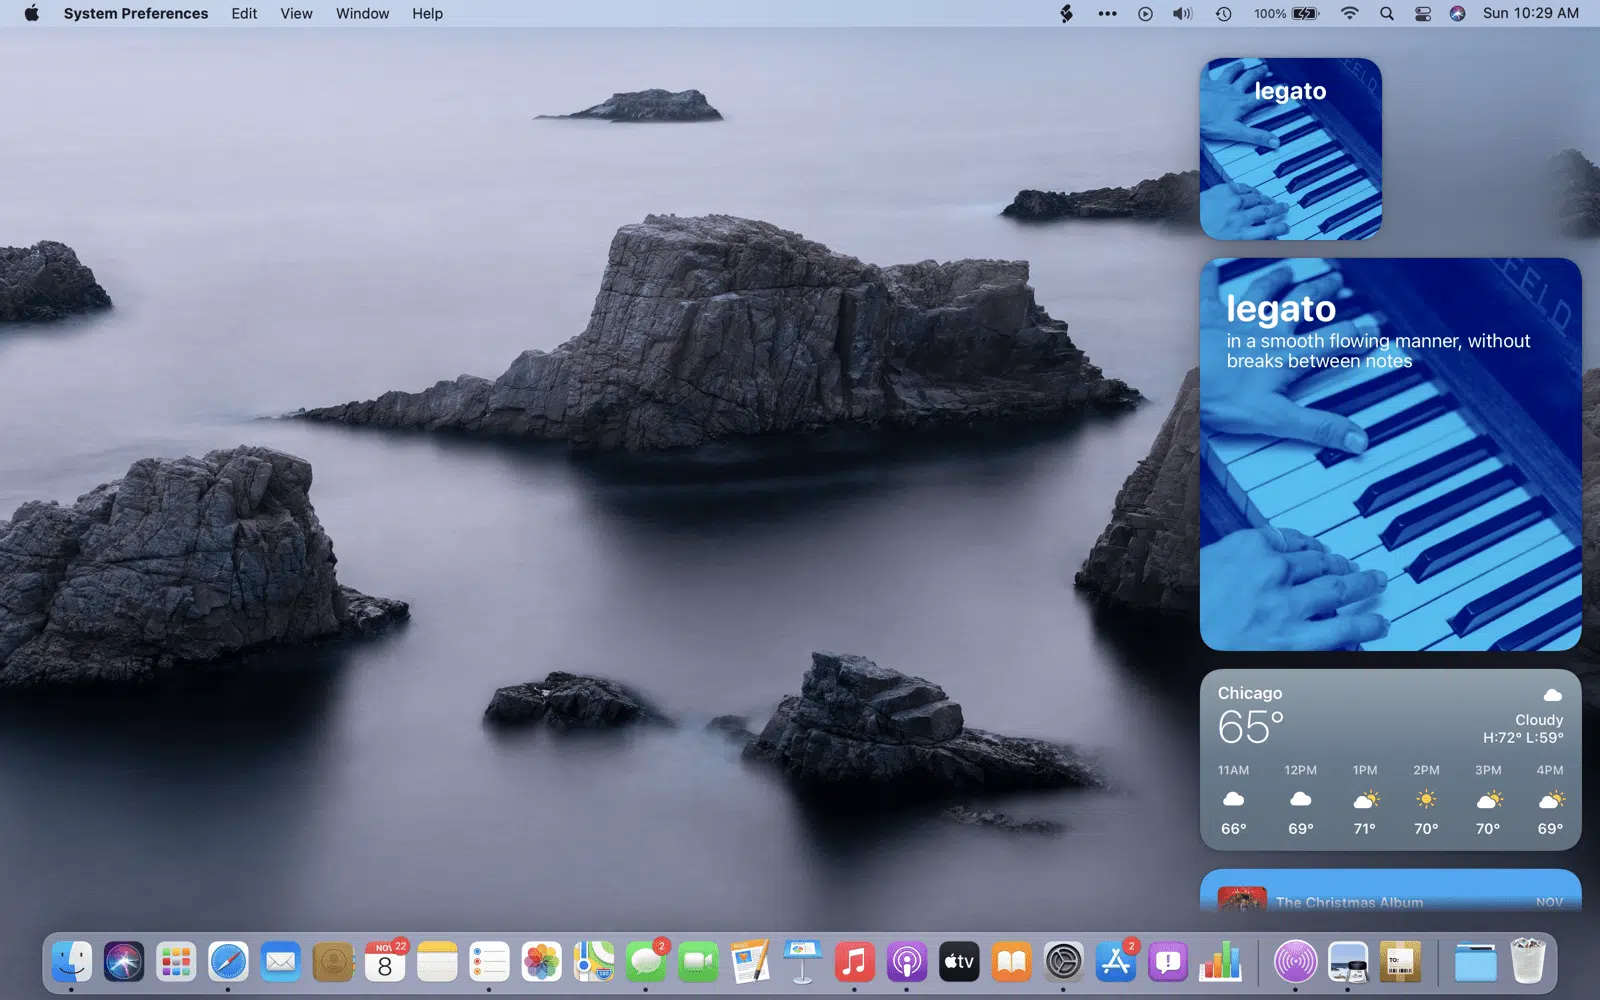 System Preferences Edit View Window Help
100%
Sun 10:29 AM
legato
legato
in a smooth flowing manner, without
breaks between notes
Chicago
65°
Cloudy
H:72° L:59°
11AM 12PM 1PM 2PM 3PM 4PM
66° 69° 71° 70° 70° 69°
The Christmas Album
NOV
NOV
22
8
2
tv
2
TO: